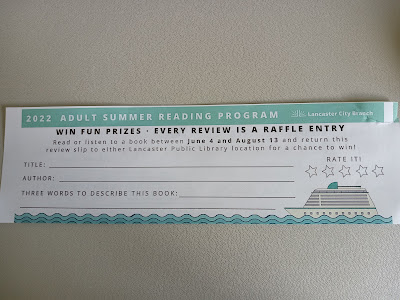 2022 ADULT SUMMER READING PROGRAM
Lancaster City Branch
WIN FUN PRIZES · EVERY REVIEW IS A RAFFLE ENTRY
Read or listen to a book between June 4 and August 13 and return this
review slip to either Lancaster Public Library location for a chance to win!
RATE IT!
TITLE:
AUTHOR:
THREE WORDS TO DESCRIBE THIS BOOK: